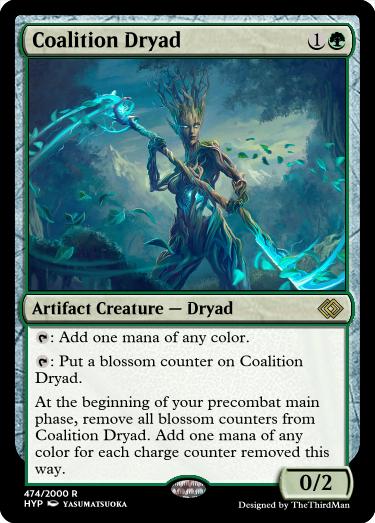 Coalition Dryad 1
Artifact Creature — Dryad
: Add one mana of any color.
: Put a blossom counter on Coalition
Dryad.
At the beginning of your precombat main
phase, remove all blossom counters from
Coalition Dryad. Add one mana of any
color for each charge counter removed this
way.
0/2
474/2000 R
HYP YASUMATSUOKA
Designed by TheThirdMan